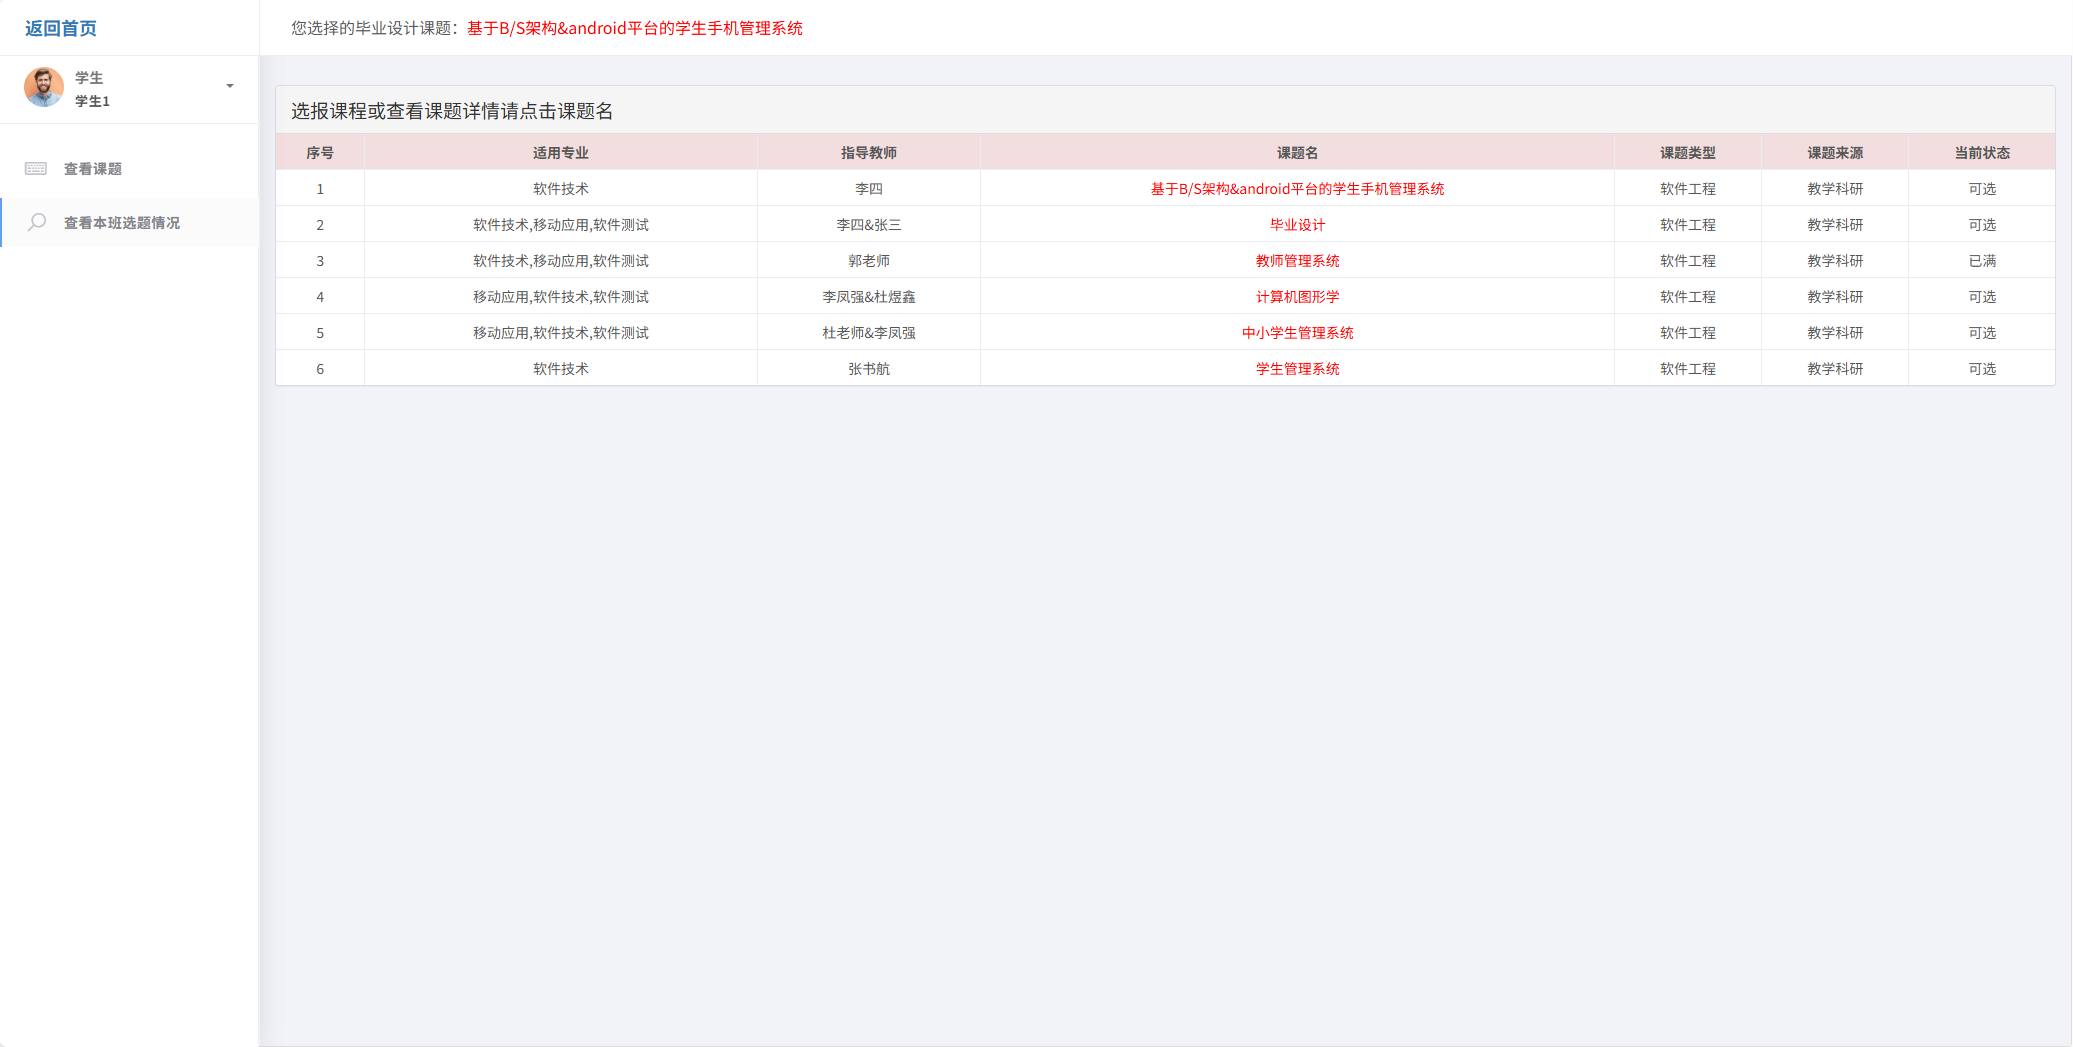 返回首页
您选择的毕业设计课题：基于B/S架构&android平台的学生手机管理系统
学生
学生1
查看课题
查看本班选题情况
选报课程或查看课题详情请点击课题名
序号 适用专业 指导教师 课题名 课题类型 课题来源 当前状态
1 软件技术 李四 基于B/S架构&android平台的学生手机管理系统 软件工程 教学科研 可选
2 软件技术,移动应用,软件测试 李四&张三 毕业设计 软件工程 教学科研 可选
3 软件技术,移动应用,软件测试 郭老师 教师管理系统 软件工程 教学科研 已满
4 移动应用,软件技术,软件测试 李凤强&杜煜鑫 计算机图形学 软件工程 教学科研 可选
5 移动应用,软件技术,软件测试 杜老师&李凤强 中小学生管理系统 软件工程 教学科研 可选
6 软件技术 张书航 学生管理系统 软件工程 教学科研 可选